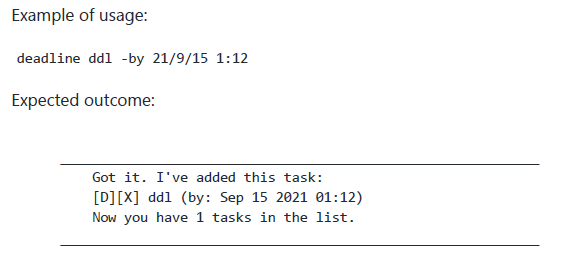 Example of usage:
deadline ddl -by 21/9/15 1:12
Expected outcome:
Got it. I've added this task:
[D][X] ddl (by: Sep 15 2021 01:12)
Now you have 1 tasks in the list.